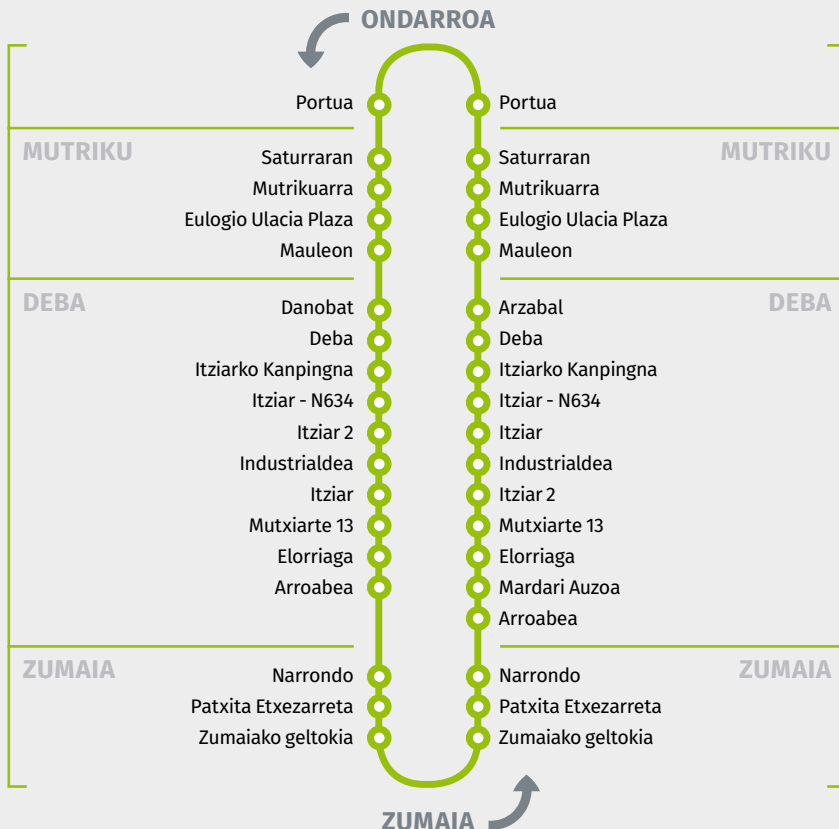 ONDARROA
Portua Portua
MUTRIKU MUTRIKU
Saturraran Saturraran
Mutrikuarra Mutrikuarra
Eulogio Ulacia Plaza Eulogio Ulacia Plaza
Mauleon Mauleon
DEBA Danobat Arzabal DEBA
Deba Deba
Itziarko Kanpingna Itziarko Kanpingna
Itziar - N634 Itziar - N634
Itziar 2 Itziar
Industrialdea Industrialdea
Itziar Itziar 2
Mutxiarte 13 Mutxiarte 13
Elorriaga Elorriaga
Arroabea Mardari Auzoa
Arroabea
ZUMAIA Narrondo Narrondo ZUMAIA
Patxita Etxezarreta Patxita Etxezarreta
Zumaiako geltokia Zumaiako geltokia
ZUMAIA